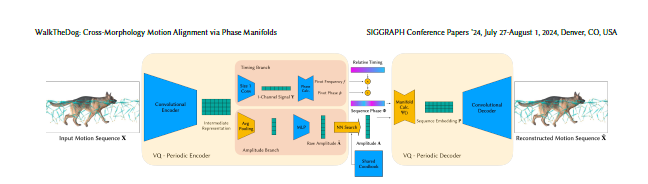 WalkTheDog: Cross-Morphology Motion Alignment via Phase Manifolds
SIGGRAPH Conference Papers '24, July 27-August 1, 2024, Denver, CO, USA
Timing Branch
Relative Timing
Convolutional
Encoder
Intermediate
Representation
1-Channel Signal
Pivot Frequency f
Pivot Phase
Sequence Phase Φ
Avg
Pooling
MLP
NN Search
Raw Amplitude Ã
Amplitude A
Amplitude Branch
Shared
Codebook
Manifold
Calc.
Sequence Embedding
Convolutional
Decoder
Input Motion Sequence X
Reconstructed Motion Sequence
VQ - Periodic Encoder
VQ - Periodic Decoder